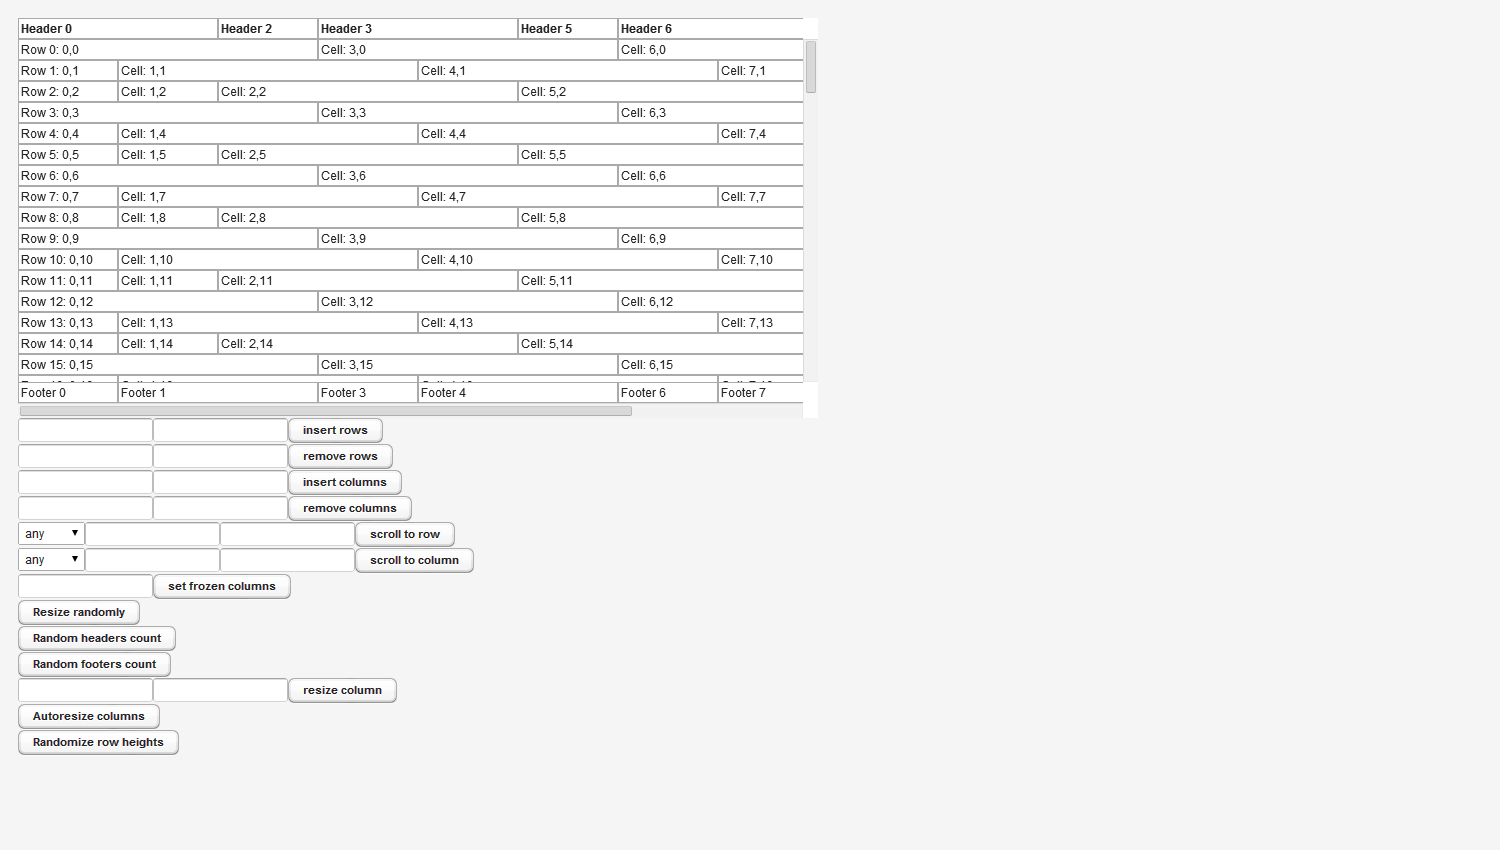 Header 0 Header 2 Header 3 Header 5 Header 6
Row 0: 0,0 Cell: 3,0 Cell: 6,0
Row 1: 0,1 Cell: 1,1 Cell: 4,1 Cell: 7,1
Row 2: 0,2 Cell: 1,2 Cell: 2,2 Cell: 5,2
Row 3: 0,3 Cell: 3,3 Cell: 6,3
Row 4: 0,4 Cell: 1,4 Cell: 4,4 Cell: 7,4
Row 5: 0,5 Cell: 1,5 Cell: 2,5 Cell: 5,5
Row 6: 0,6 Cell: 3,6 Cell: 6,6
Row 7: 0,7 Cell: 1,7 Cell: 4,7 Cell: 7,7
Row 8: 0,8 Cell: 1,8 Cell: 2,8 Cell: 5,8
Row 9: 0,9 Cell: 3,9 Cell: 6,9
Row 10: 0,10 Cell: 1,10 Cell: 4,10 Cell: 7,10
Row 11: 0,11 Cell: 1,11 Cell: 2,11 Cell: 5,11
Row 12: 0,12 Cell: 3,12 Cell: 6,12
Row 13: 0,13 Cell: 1,13 Cell: 4,13 Cell: 7,13
Row 14: 0,14 Cell: 1,14 Cell: 2,14 Cell: 5,14
Row 15: 0,15 Cell: 3,15 Cell: 6,15
Footer 0 Footer 1 Footer 3 Footer 4 Footer 6 Footer 7
insert rows
remove rows
insert columns
remove columns
any scroll to row
any scroll to column
set frozen columns
Resize randomly
Random headers count
Random footers count
resize column
Autoresize columns
Randomize row heights